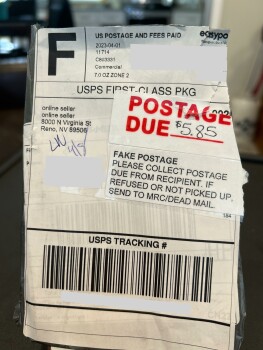 F
US POSTAGE AND FEES PAID
2023-04-01
11714
C800331
Commercial
7.0 OZ ZONE 2
easypo
USPS FIRST-CLASS PKG
online seller
online seller
8000 N Virginia St
Reno, NV 89506
POSTAGE
DUE $5.85
FAKE POSTAGE
PLEASE COLLECT POSTAGE
DUE FROM RECIPIENT. IF
REFUSED OR NOT PICKED UP,
SEND TO MRC/DEAD MAIL.
USPS TRACKING #